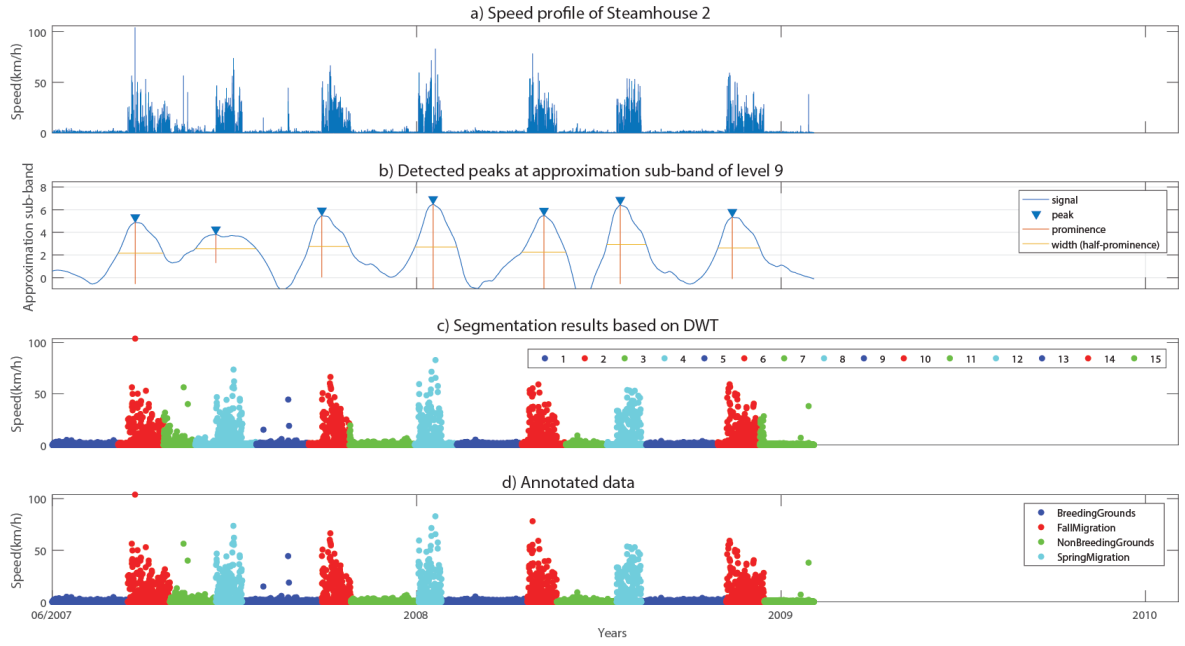 a) Speed profile of Steamhouse 2
100
50
0
Speed(km/h)
b) Detected peaks at approximation sub-band of level 9
8
6
4
2
0
Approximation sub-band
signal
peak
prominence
width (half-prominence)
c) Segmentation results based on DWT
100
50
0
Speed(km/h)
1 2 3 4 5 6 7 8 9 10 11 12 13 14 15
d) Annotated data
100
50
0
Speed(km/h)
BreedingGrounds
FallMigration
NonBreedingGrounds
SpringMigration
06/2007 2008 2009 2010
Years